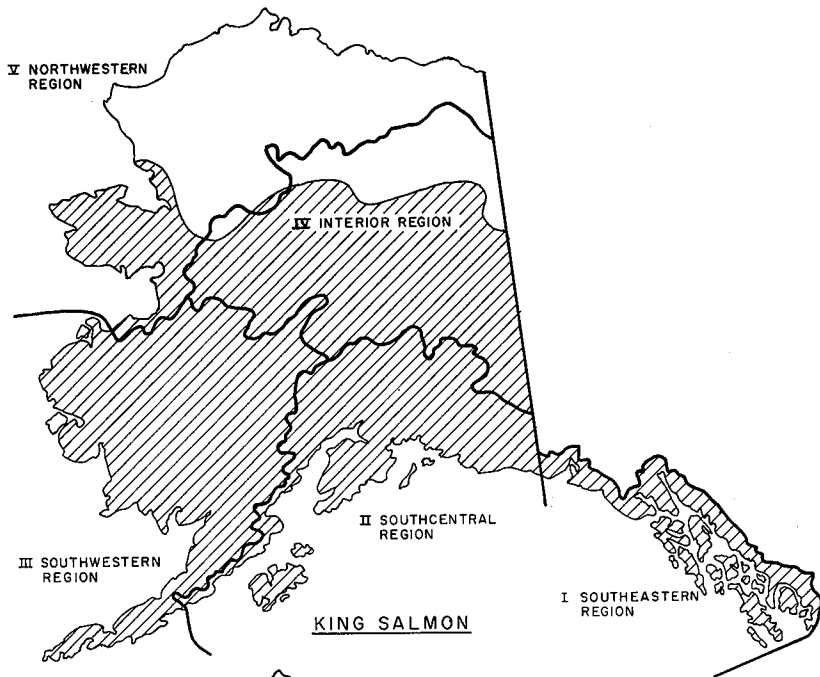 V NORTHWESTERN
REGION
IV INTERIOR REGION
II SOUTHCENTRAL
REGION
III SOUTHWESTERN
REGION
I SOUTHEASTERN
REGION
KING SALMON